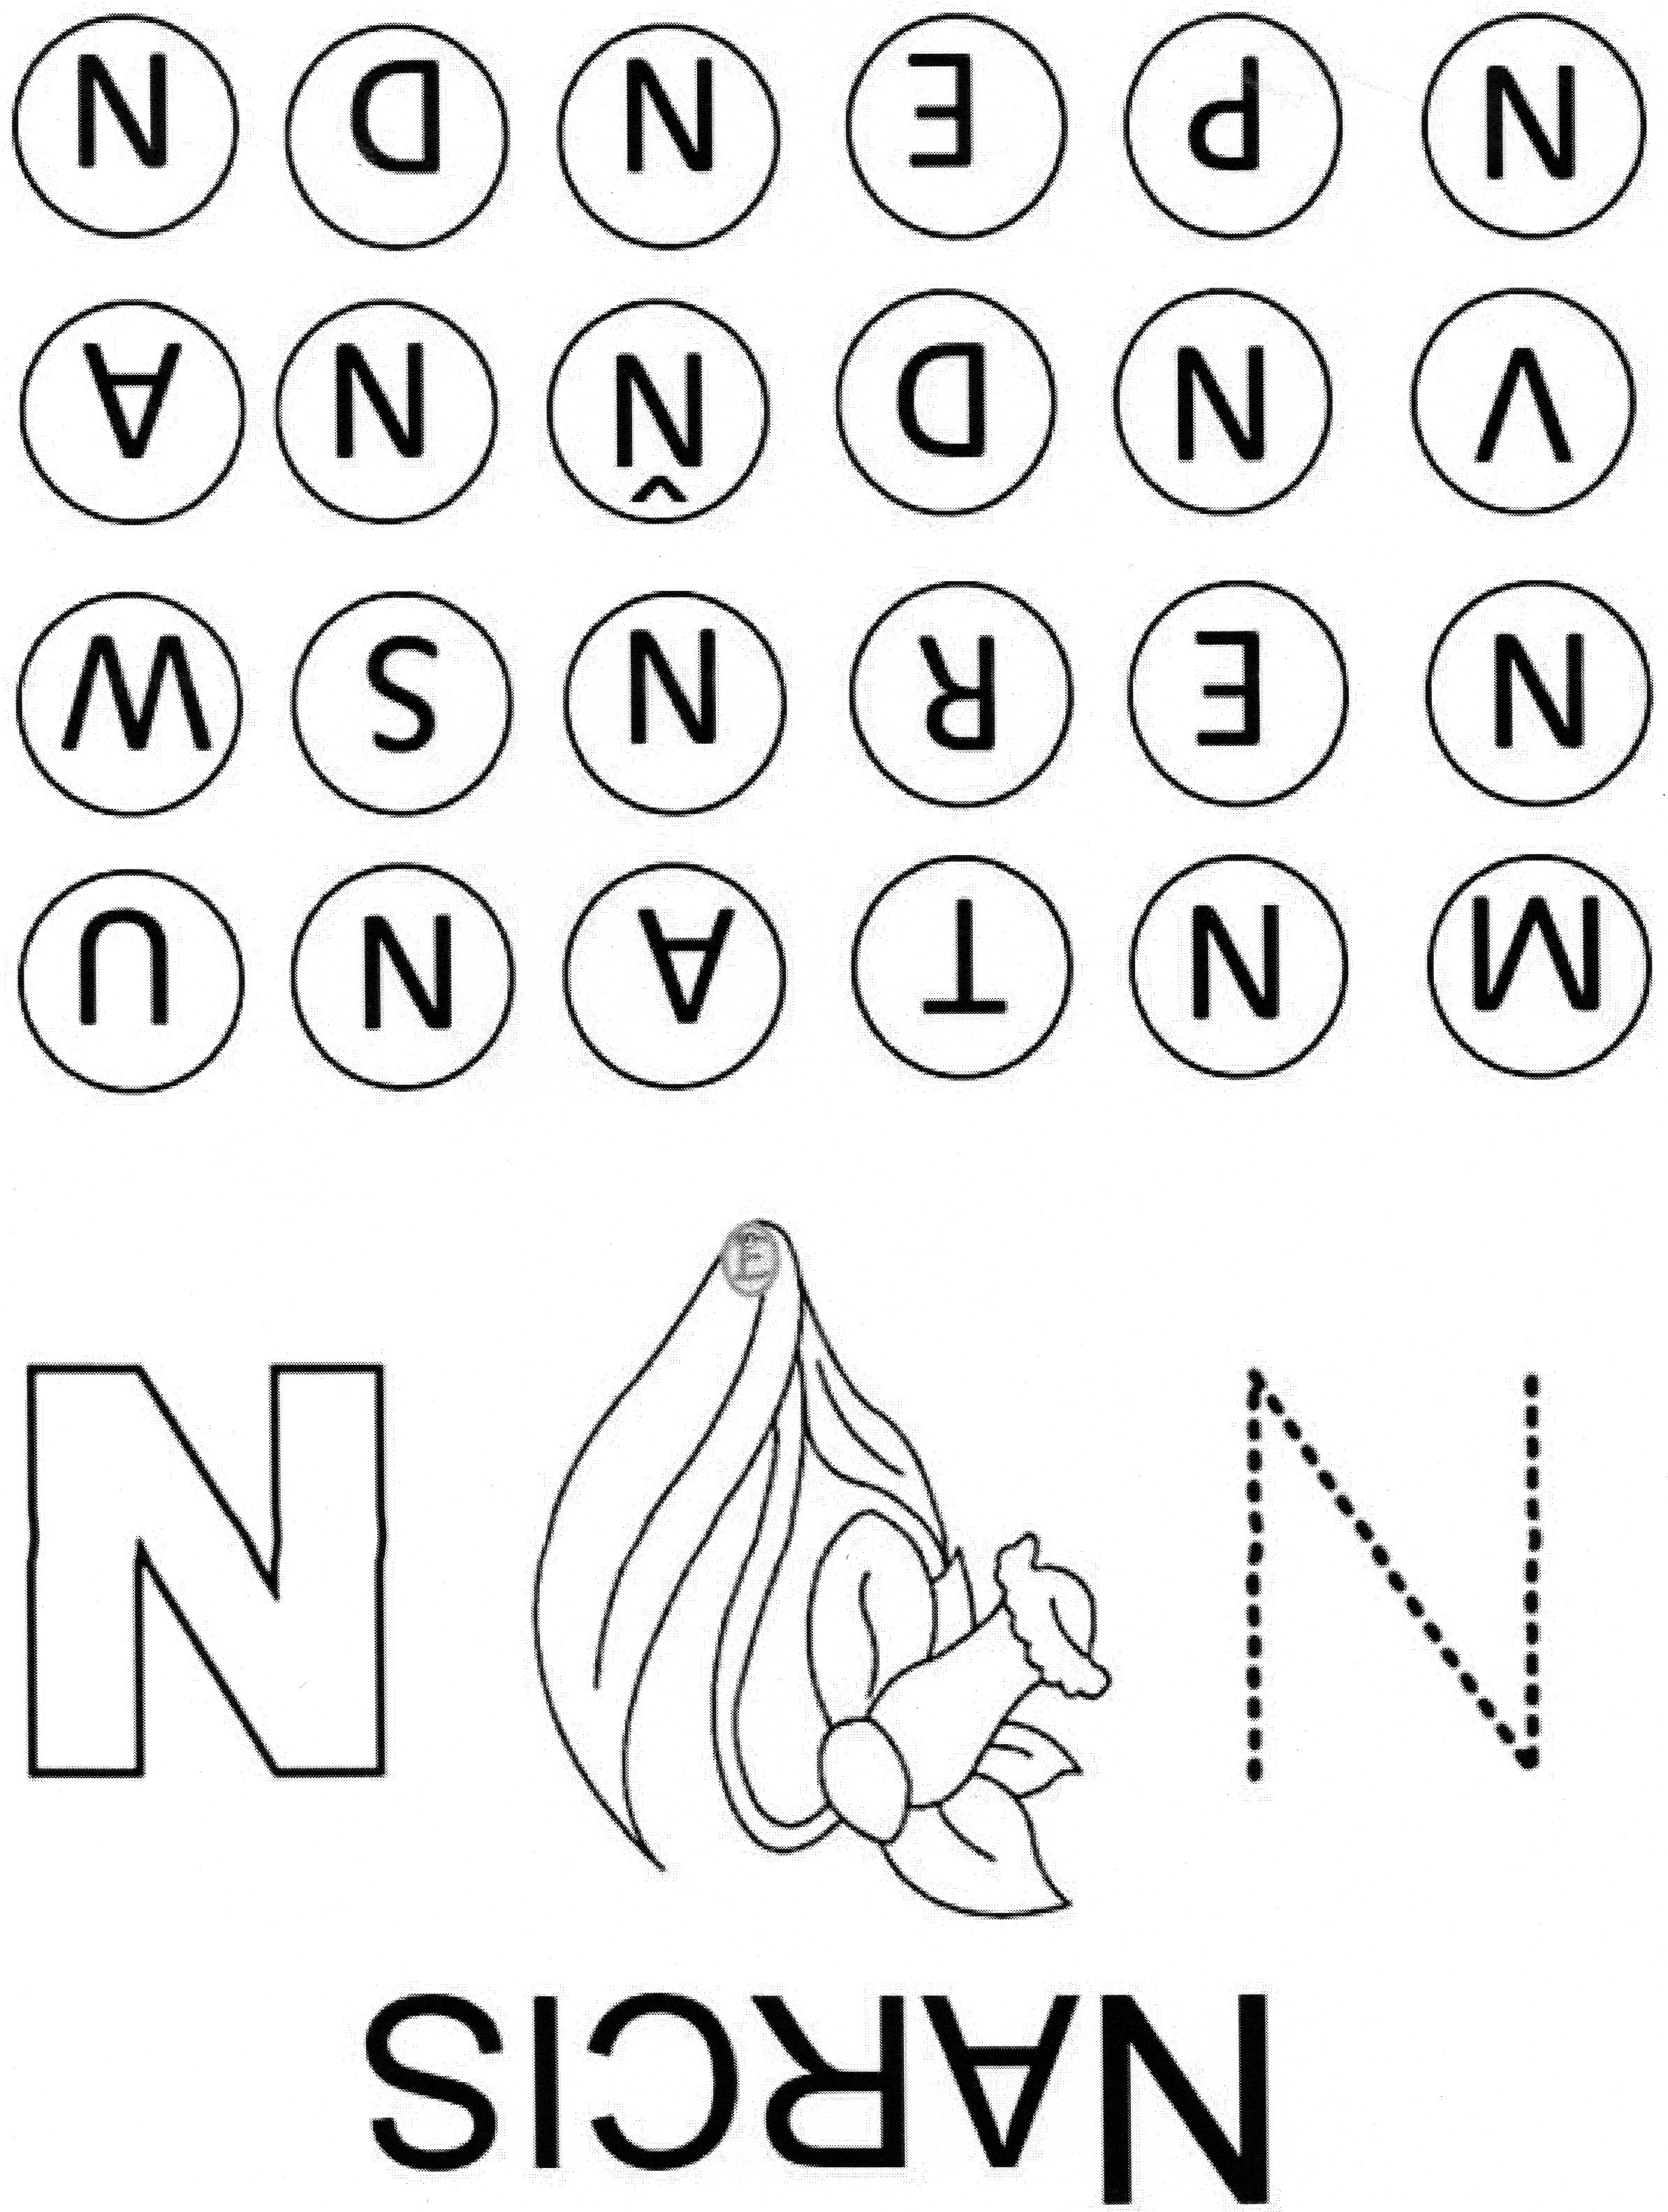 NARCIS
N N
E
M N T A N U
N E R N S W
V N D Ň N A
N P E N D N